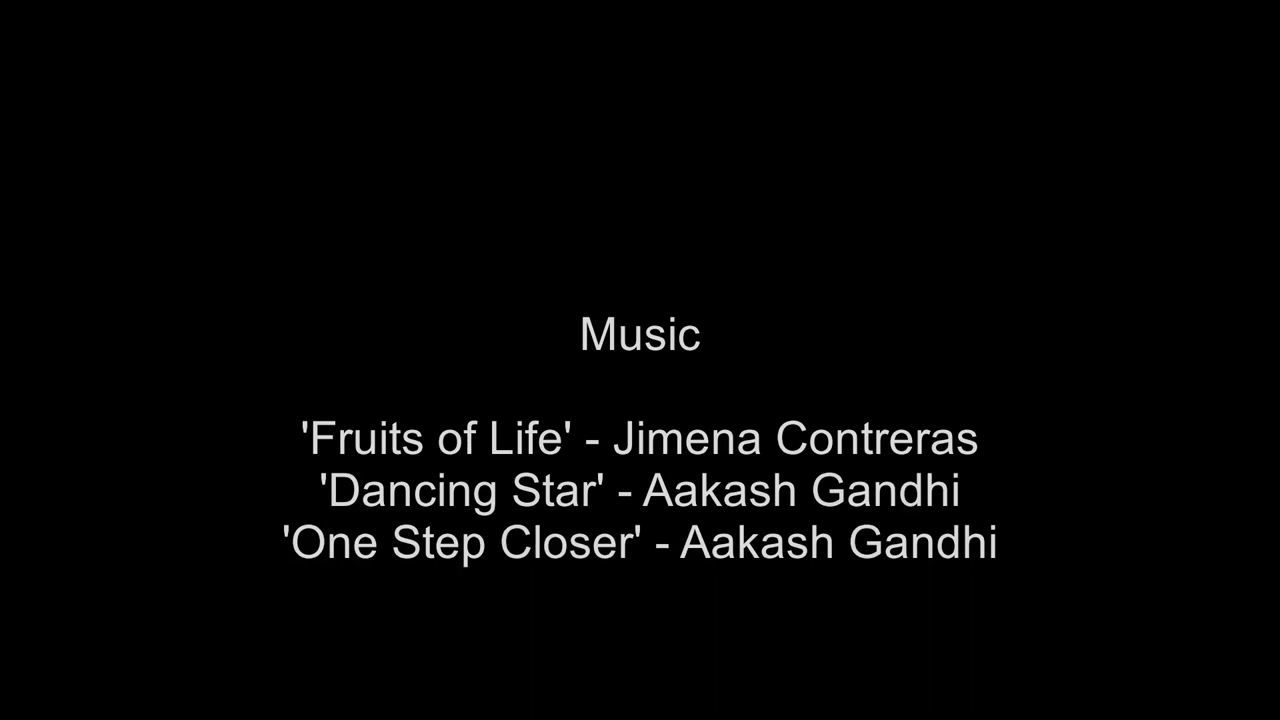 Music
'Fruits of Life' - Jimena Contreras
'Dancing Star' - Aakash Gandhi
'One Step Closer' - Aakash Gandhi